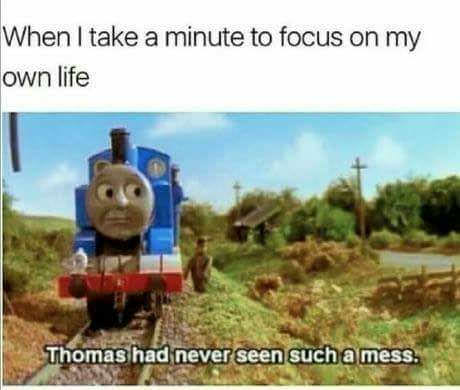 When I take a minute to focus on my
own life
Thomas had never seen such a mess.